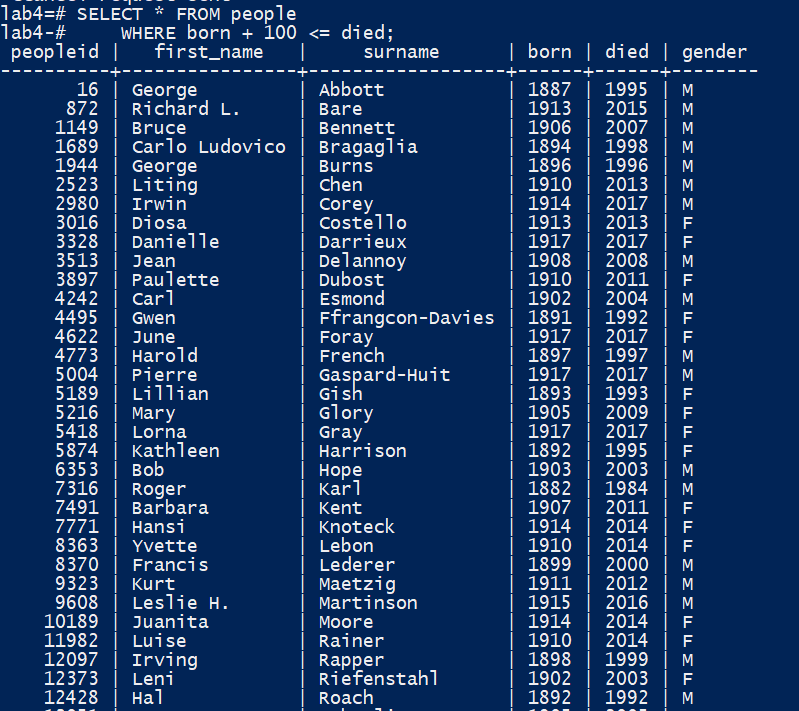 lab4=# SELECT * FROM people
lab4-#     WHERE born + 100 <= died;
 peopleid |   first_name   |     surname     | born | died | gender
----------+----------------+-----------------+------+------+--------
       16 | George         | Abbott          | 1887 | 1995 | M
      872 | Richard L.     | Bare            | 1913 | 2015 | M
     1149 | Bruce          | Bennett         | 1906 | 2007 | M
     1689 | Carlo Ludovico | Bragaglia       | 1894 | 1998 | M
     1944 | George         | Burns           | 1896 | 1996 | M
     2523 | Liting         | Chen            | 1910 | 2013 | M
     2980 | Irwin          | Corey           | 1914 | 2017 | M
     3016 | Diosa          | Costello        | 1913 | 2013 | F
     3328 | Danielle       | Darrieux        | 1917 | 2017 | F
     3513 | Jean           | Delannoy        | 1908 | 2008 | M
     3897 | Paulette       | Dubost          | 1910 | 2011 | F
     4242 | Carl           | Esmond          | 1902 | 2004 | M
     4495 | Gwen           | Ffrangcon-Davies | 1891 | 1992 | F
     4622 | June           | Foray           | 1917 | 2017 | F
     4773 | Harold         | French          | 1897 | 1997 | M
     5004 | Pierre         | Gaspard-Huit    | 1917 | 2017 | M
     5189 | Lillian        | Gish            | 1893 | 1993 | F
     5216 | Mary           | Glory           | 1905 | 2009 | F
     5418 | Lorna          | Gray            | 1917 | 2017 | F
     5874 | Kathleen       | Harrison        | 1892 | 1995 | F
     6353 | Bob            | Hope            | 1903 | 2003 | M
     7316 | Roger          | Karl            | 1882 | 1984 | M
     7491 | Barbara        | Kent            | 1907 | 2011 | F
     7771 | Hansi          | Knoteck         | 1914 | 2014 | F
     8363 | Yvette         | Lebon           | 1910 | 2014 | F
     8370 | Francis        | Lederer         | 1899 | 2000 | M
     9323 | Kurt           | Maetzig         | 1911 | 2012 | M
     9608 | Leslie H.      | Martinson       | 1915 | 2016 | M
    10189 | Juanita        | Moore           | 1914 | 2014 | F
    11982 | Luise          | Rainer          | 1910 | 2014 | F
    12097 | Irving         | Rapper          | 1898 | 1999 | M
    12373 | Leni           | Riefenstahl     | 1902 | 2003 | F
    12428 | Hal            | Roach           | 1892 | 1992 | M